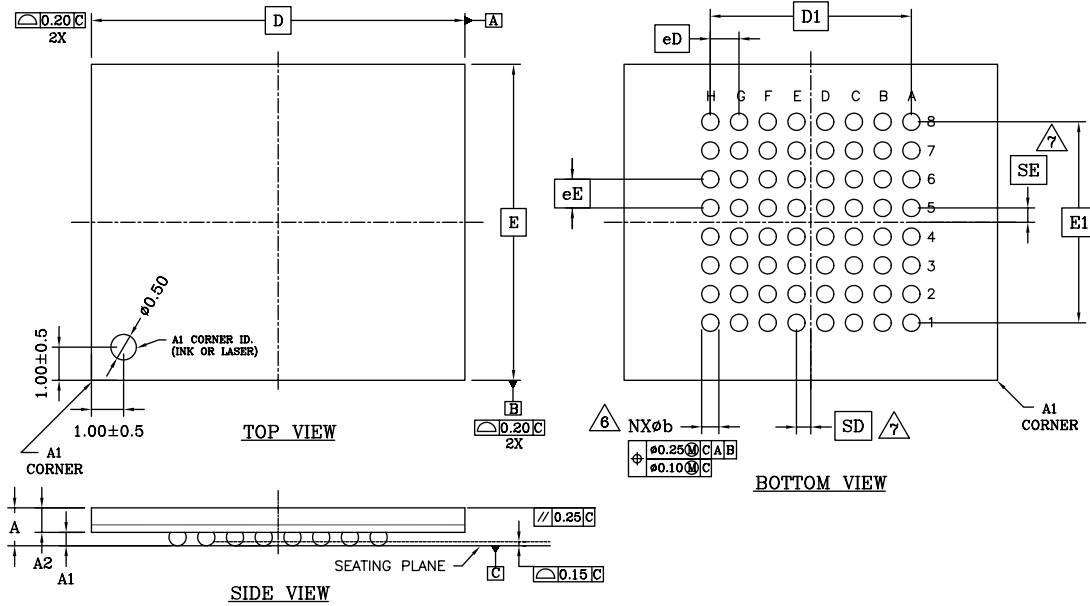 ⌓ 0.20 C
2X
D
A
D1
eD
H G F E D C B A
8
7
6
5
4
3
2
1
7
SE
eE
E
E1
ø0.50
A1 CORNER ID.
(INK OR LASER)
1.00±0.5
1.00±0.5
B
⌓ 0.20 C
2X
A1
CORNER
TOP VIEW
6
NXøb
SD
7
A1
CORNER
⌖ ø0.25Ⓜ C A B
ø0.10Ⓜ C
BOTTOM VIEW
A
A2
A1
// 0.25 C
SEATING PLANE
C
⌓ 0.15 C
SIDE VIEW